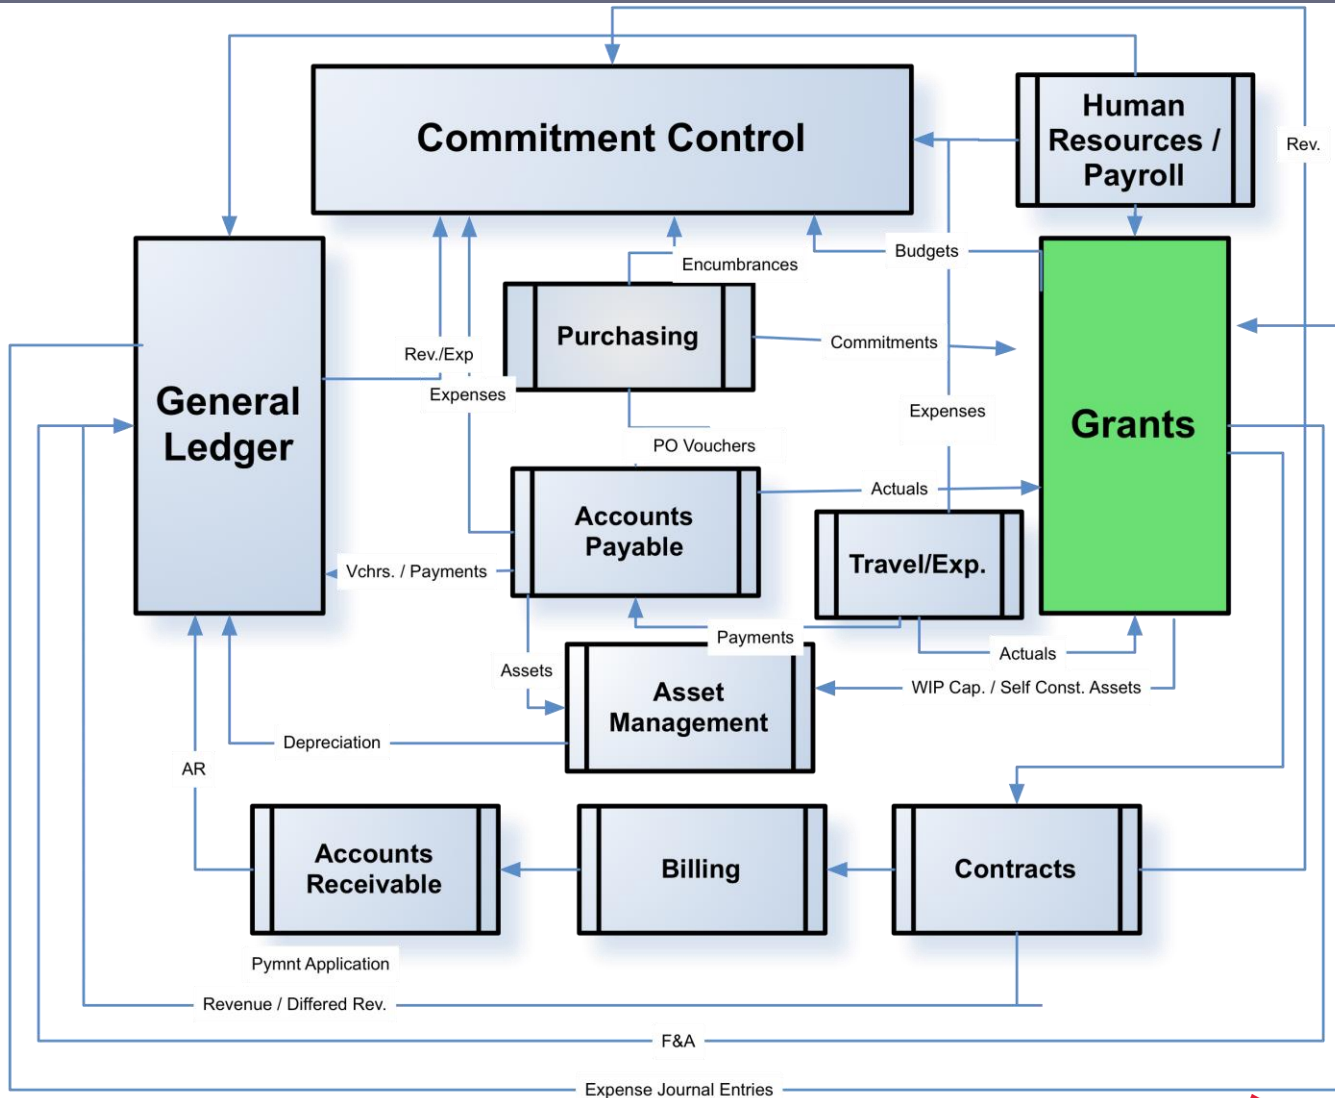 Commitment Control
Human
Resources /
Payroll
Rev.
Budgets
Encumbrances
Purchasing
Commitments
Rev./Exp
Expenses
Expenses
General
Ledger
Grants
PO Vouchers
Actuals
Accounts
Payable
Travel/Exp.
Vchrs. / Payments
Payments
Actuals
Assets
WIP Cap. / Self Const. Assets
Asset
Management
Depreciation
AR
Accounts
Receivable
Billing
Contracts
Pymnt Application
Revenue / Differed Rev.
F&A
Expense Journal Entries